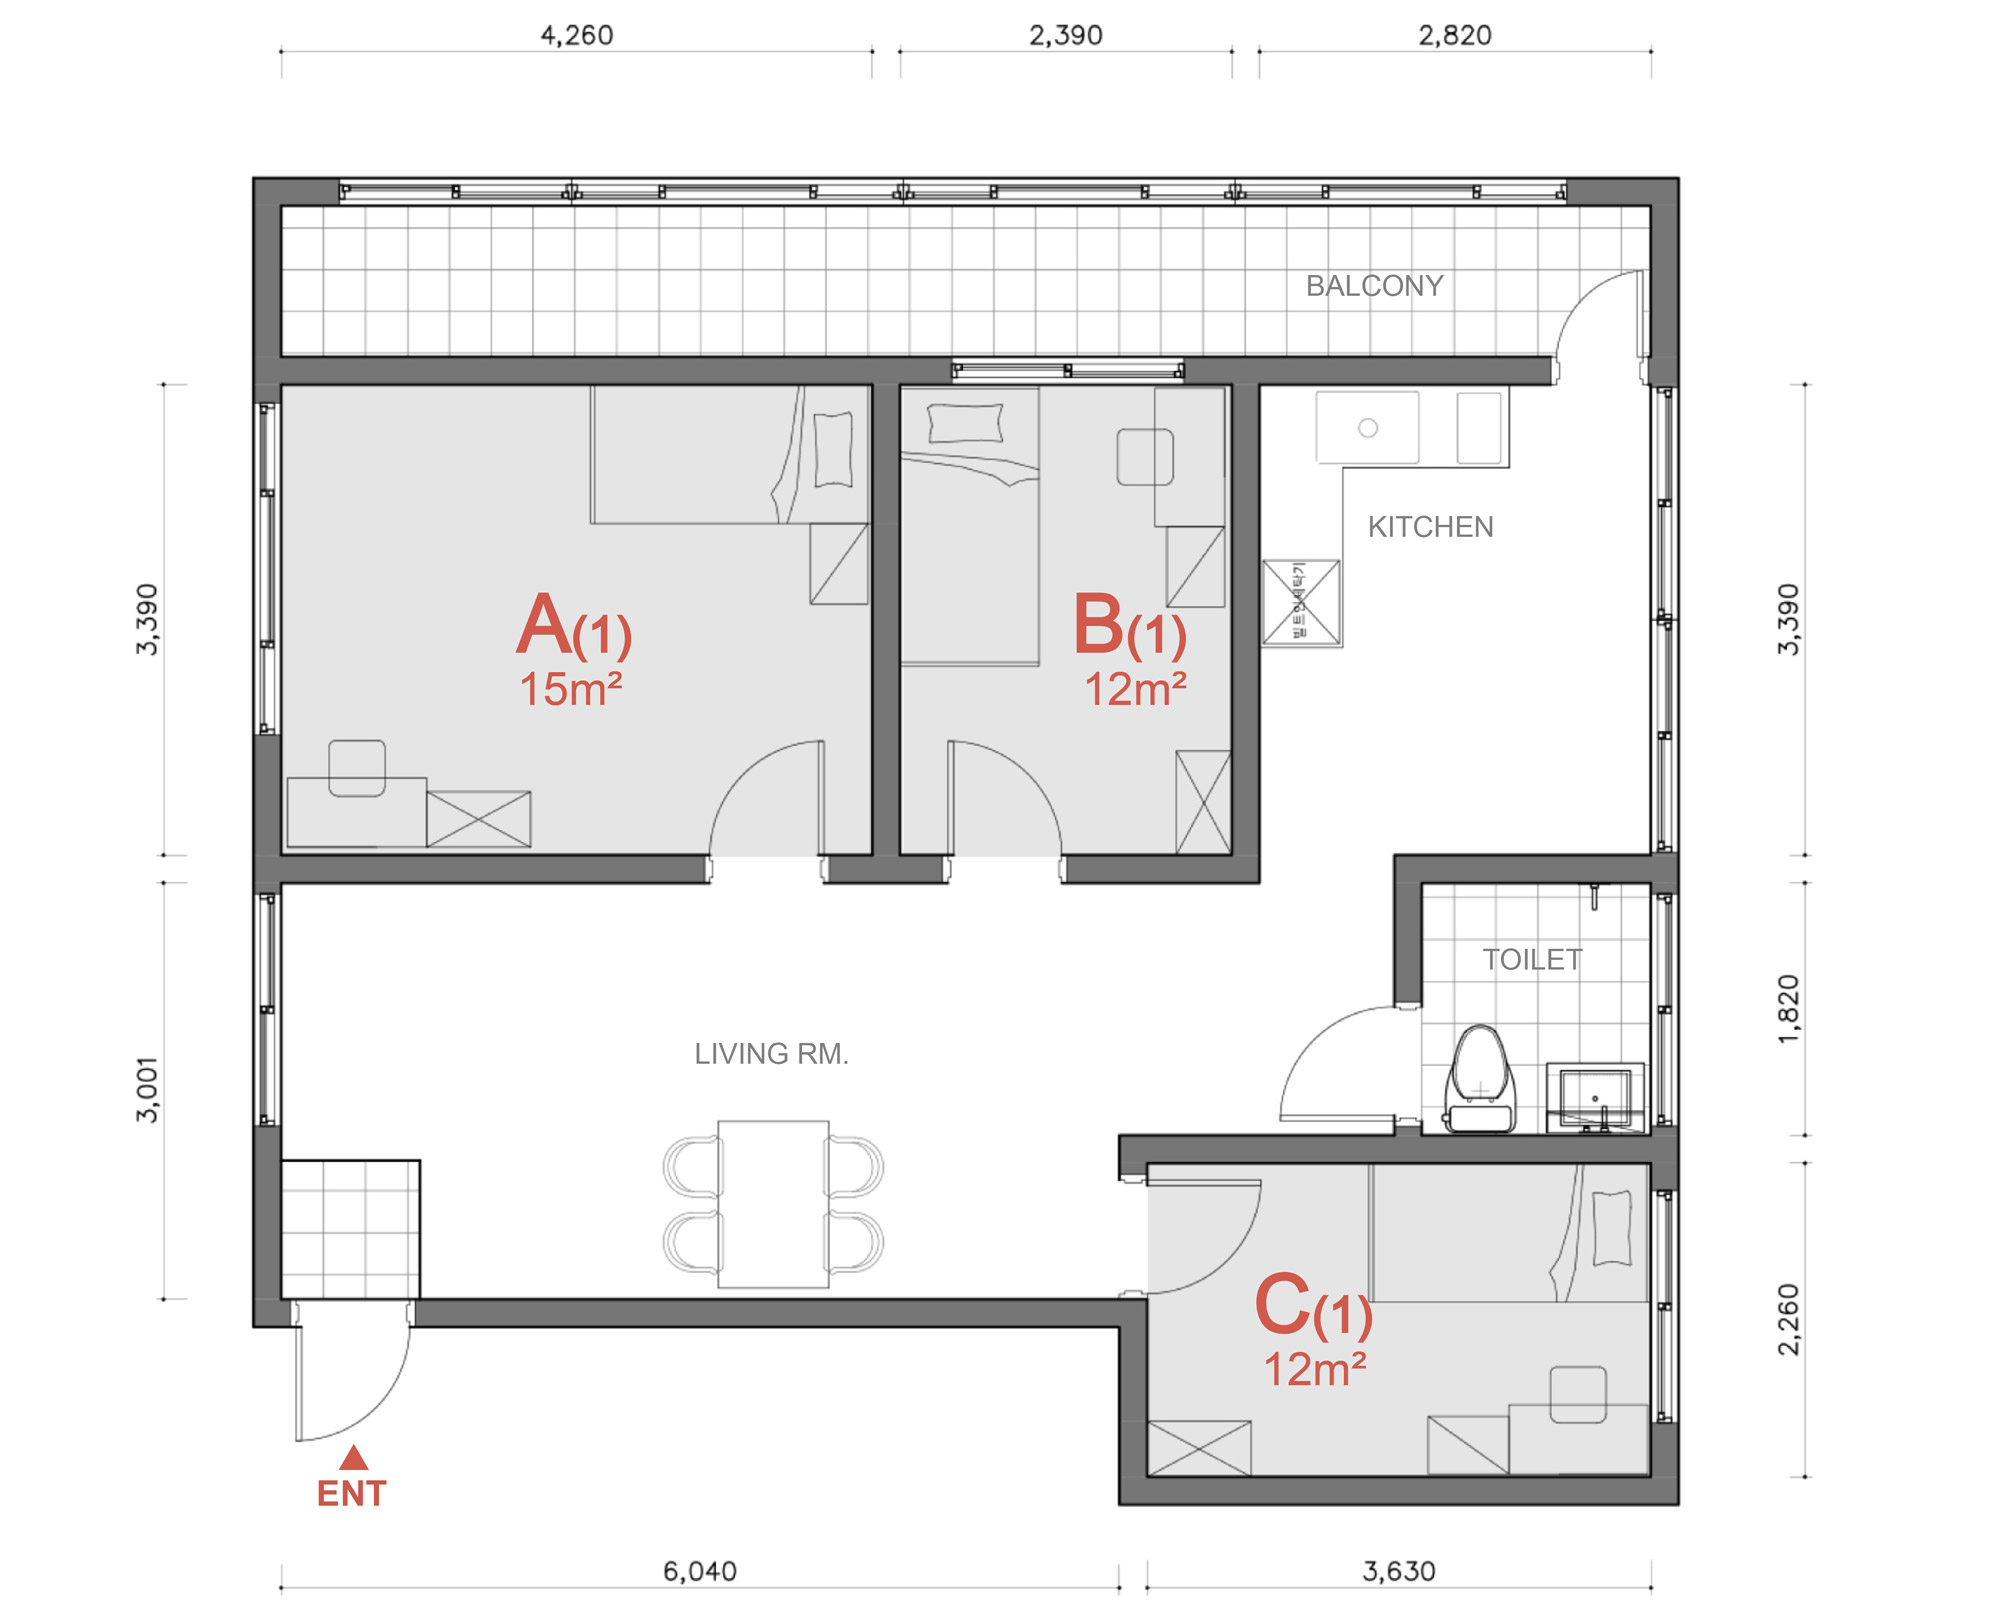 4,260
2,390
2,820
BALCONY
KITCHEN
빌트인세탁기
3,390
3,390
A(1)
15m²
B(1)
12m²
TOILET
1,820
LIVING RM.
3,001
C(1)
12m²
2,260
ENT
6,040
3,630